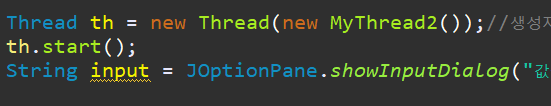 Thread th = new Thread(new MyThread2());//생성자
th.start();
String input = JOptionPane.showInputDialog("값